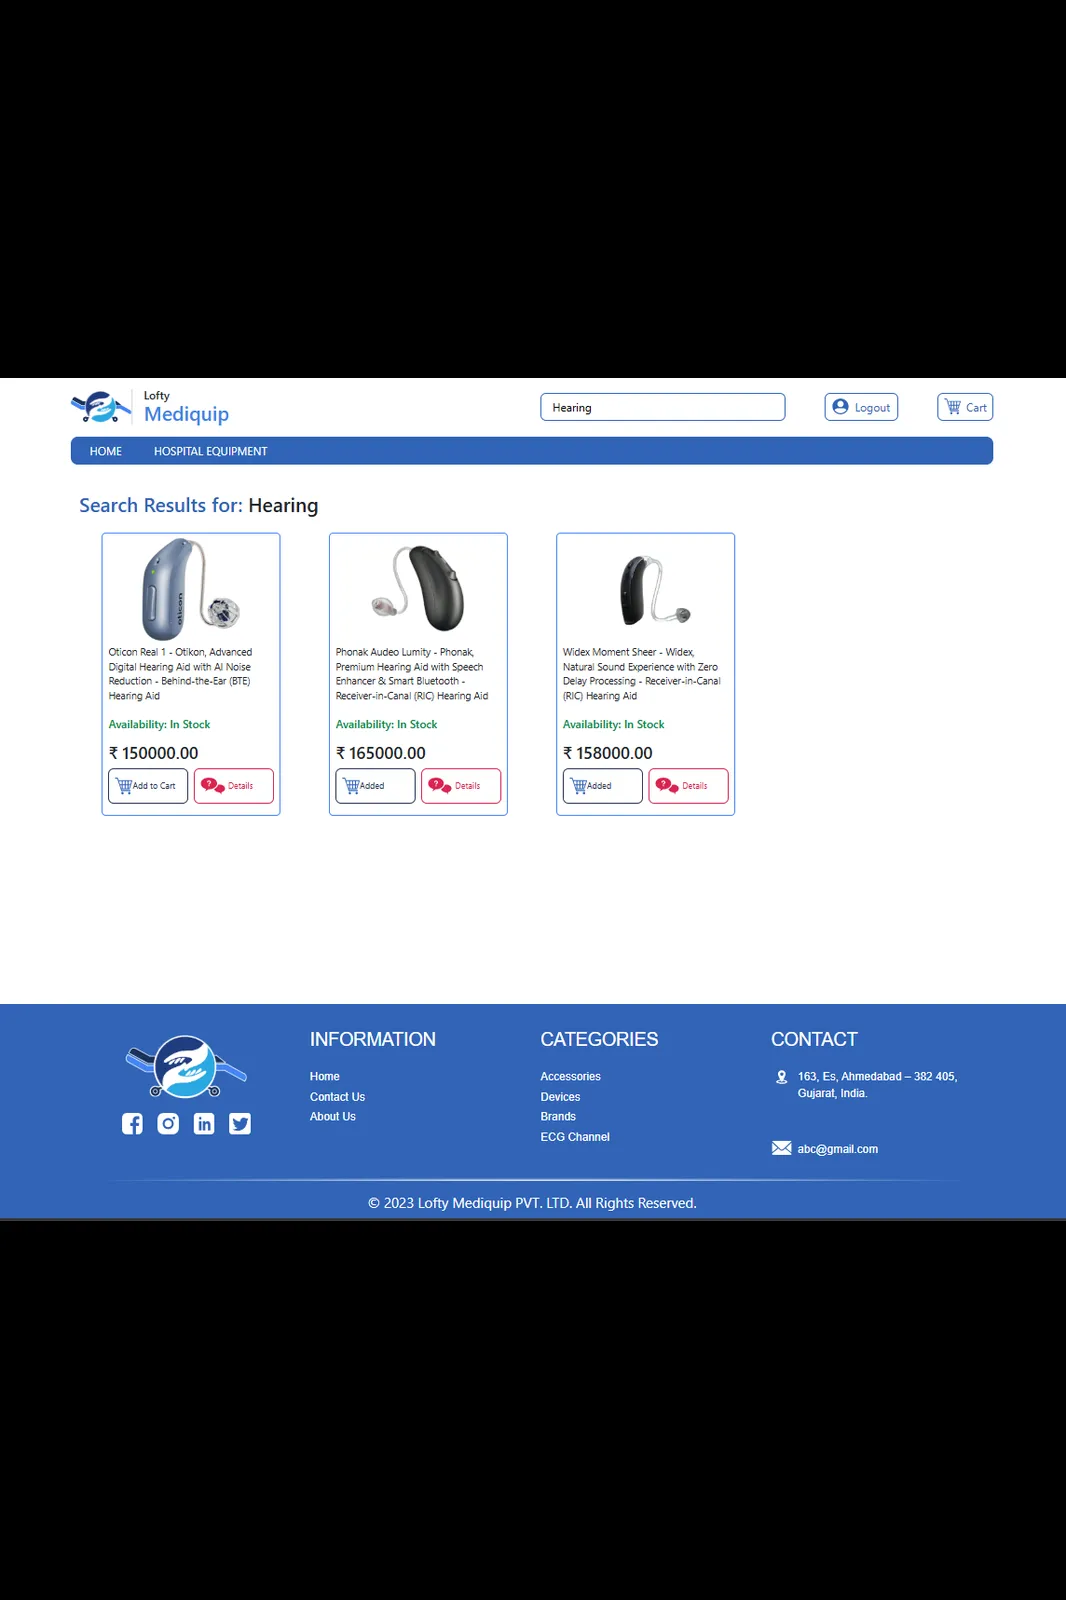 Lofty
Mediquip
Hearing
Logout
Cart
HOME
HOSPITAL EQUIPMENT
Search Results for: Hearing
oticon
Oticon Real 1 - Otikon, Advanced
Digital Hearing Aid with AI Noise
Reduction - Behind-the-Ear (BTE)
Hearing Aid
Availability: In Stock
₹ 150000.00
Add to Cart
Details
Phonak Audeo Lumity - Phonak,
Premium Hearing Aid with Speech
Enhancer & Smart Bluetooth -
Receiver-in-Canal (RIC) Hearing Aid
Availability: In Stock
₹ 165000.00
Added
Details
Widex Moment Sheer - Widex,
Natural Sound Experience with Zero
Delay Processing - Receiver-in-Canal
(RIC) Hearing Aid
Availability: In Stock
₹ 158000.00
Added
Details
INFORMATION
Home
Contact Us
About Us
CATEGORIES
Accessories
Devices
Brands
ECG Channel
CONTACT
163, Es, Ahmedabad – 382 405,
Gujarat, India.
abc@gmail.com
© 2023 Lofty Mediquip PVT. LTD. All Rights Reserved.